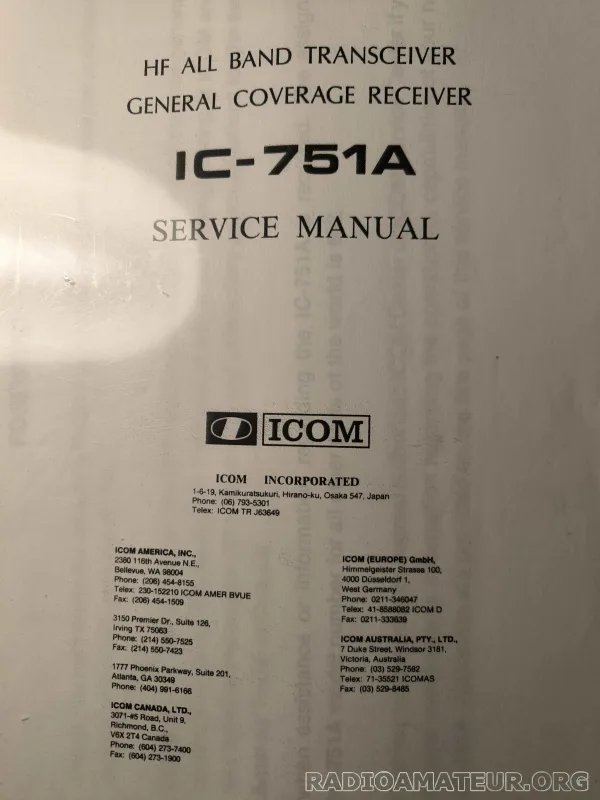 HF ALL BAND TRANSCEIVER
GENERAL COVERAGE RECEIVER
IC-751A
SERVICE MANUAL
ICOM
ICOM INCORPORATED
1-6-19, Kamikuratsukuri, Hirano-ku, Osaka 547, Japan
Phone: (06) 793-5301
Telex: ICOM TR J63649
ICOM AMERICA, INC.,
2380 116th Avenue N.E.,
Bellevue, WA 98004
Phone: (206) 454-8155
Telex: 230-152210 ICOM AMER BVUE
Fax: (206) 454-1509
3150 Premier Dr., Suite 126,
Irving TX 75063
Phone: (214) 550-7525
Fax: (214) 550-7423
1777 Phoenix Parkway, Suite 201,
Atlanta, GA 30349
Phone: (404) 991-6166
ICOM CANADA, LTD.,
3071-#5 Road, Unit 9,
Richmond, B.C.,
V6X 2T4 Canada
Phone: (604) 273-7400
Fax: (604) 273-1900
ICOM (EUROPE) GmbH,
Himmelgeister Strasse 100,
4000 Düsseldorf 1,
West Germany
Phone: 0211-346047
Telex: 41-8588082 ICOM D
Fax: 0211-333639
ICOM AUSTRALIA, PTY., LTD.,
7 Duke Street, Windsor 3181,
Victoria, Australia
Phone: (03) 529-7582
Telex: 71-35521 ICOMAS
Fax: (03) 529-8485
RADIOAMATEUR.ORG